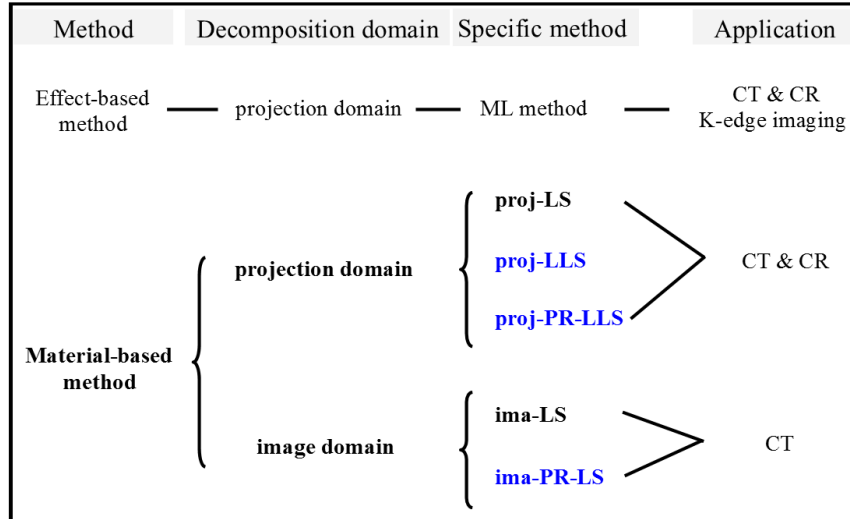 Method Decomposition domain Specific method Application
Effect-based
method
projection domain
ML method
CT & CR
K-edge imaging
Material-based
method
projection domain
proj-LS
proj-LLS
proj-PR-LLS
CT & CR
image domain
ima-LS
ima-PR-LS
CT